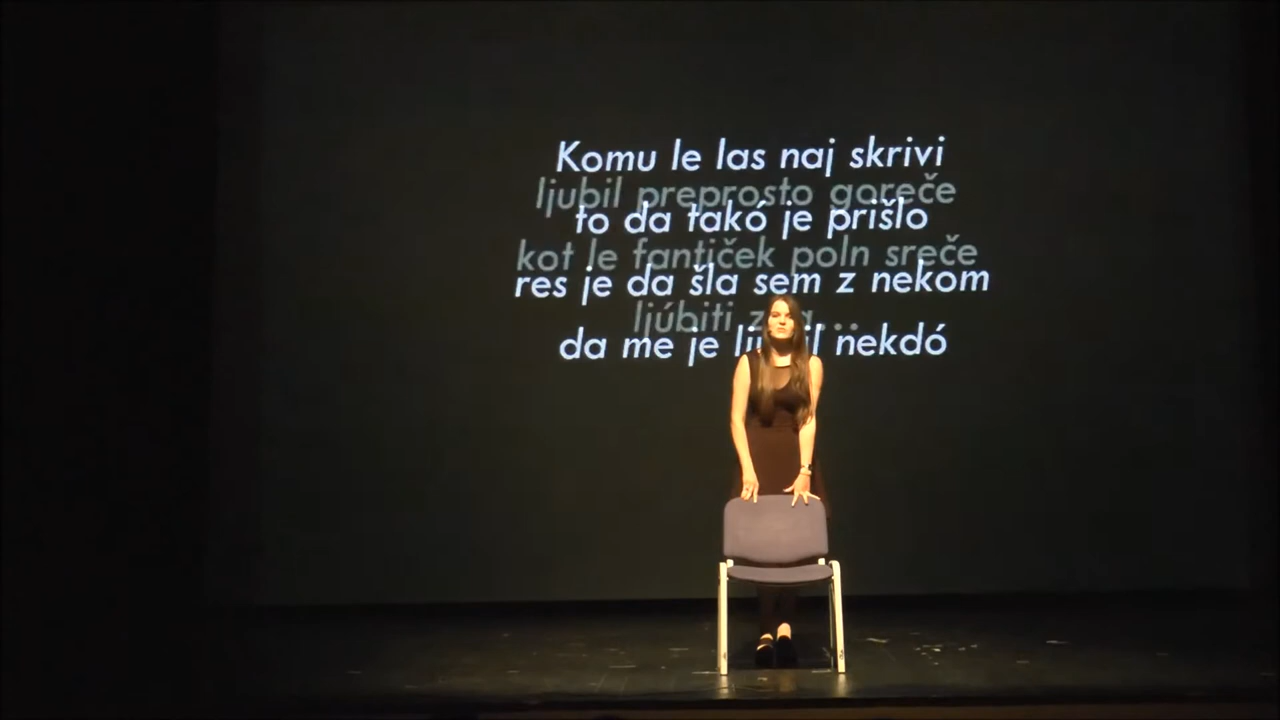 Komu le las naj skrivi
ljubil preprosto goreče
to da takó je prišlo
kot le fantiček poln sreče
res je da šla sem z nekom
ljúbiti
da me je nekdó